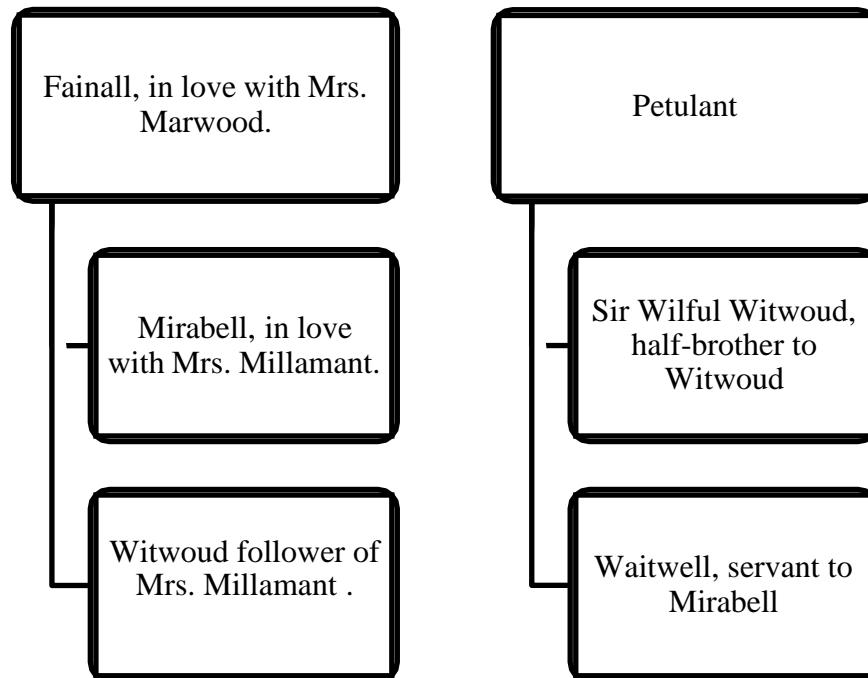 Fainall, in love with Mrs.
Marwood.
Mirabell, in love
with Mrs. Millamant.
Witwoud follower of
Mrs. Millamant .
Petulant
Sir Wilful Witwoud,
half-brother to
Witwoud
Waitwell, servant to
Mirabell